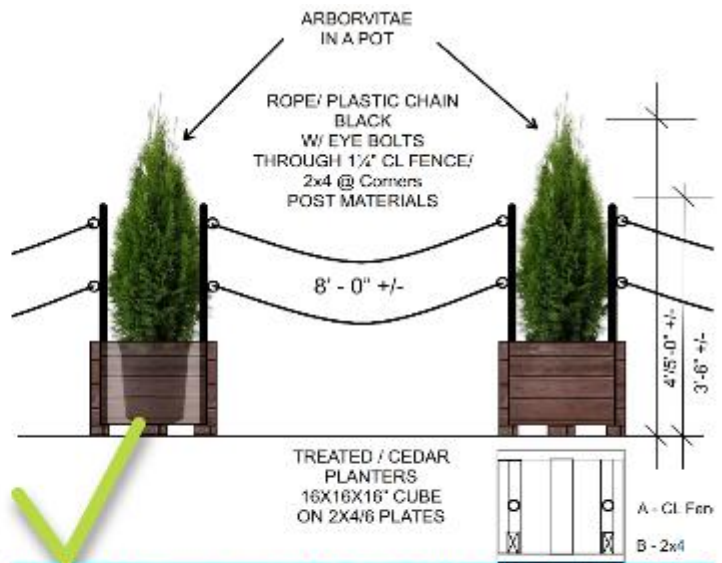 ARBORVITAE
IN A POT
ROPE/ PLASTIC CHAIN
BLACK
W/ EYE BOLTS
THROUGH 1¼" CL FENCE/
2x4 @ Corners
POST MATERIALS
8' - 0" +/-
4'/5'-0" +/-
3'-6" +/-
TREATED / CEDAR
PLANTERS
16X16X16" CUBE
ON 2X4/6 PLATES
A - CL Fen
B - 2x4